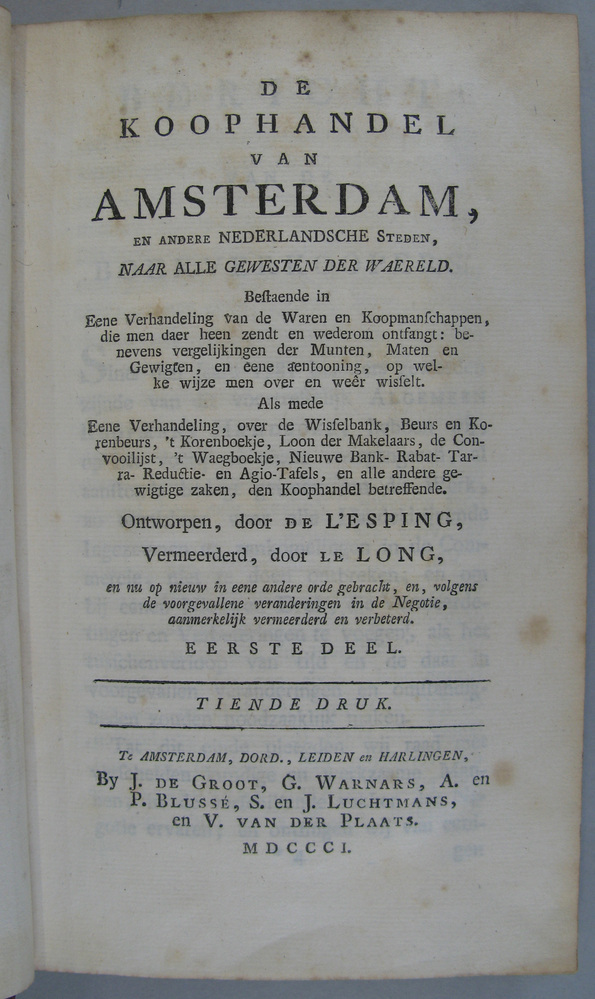 DE
KOOPHANDEL
VAN
AMSTERDAM,
EN ANDERE NEDERLANDSCHE STEDEN,
NAAR ALLE GEWESTEN DER WAERELD.
Beſtaende in
Eene Verhandeling van de Waren en Koopmanſchappen,
die men daer heen zendt en wederom ontfangt: be-
nevens vergelijkingen der Munten, Maten en
Gewigten, en eene æntooning, op wel-
ke wijze men over en weêr wisſelt.
Als mede
Eene Verhandeling, over de Wisſelbank, Beurs en Ko-
renbeurs, 't Korenboekje, Loon der Makelaars, de Con-
vooilijst, 't Waegboekje, Nieuwe Bank- Rabat- Tar-
ra- Reductie- en Agio-Tafels, en alle andere ge-
wigtige zaken, den Koophandel betreffende.
Ontworpen, door DE L'ESPING,
Vermeerderd, door LE LONG,
en nu op nieuw in eene andere orde gebracht, en, volgens
de voorgevallene veranderingen in de Negotie,
aanmerkelijk vermeerderd en verbeterd.
EERSTE DEEL.
TIENDE DRUK.
Te AMSTERDAM, DORD., LEIDEN en HARLINGEN,
By J. DE GROOT, G. WARNARS, A. en
P. BLUSSÉ, S. en J. LUCHTMANS,
en V. VAN DER PLAATS.
MDCCCI.